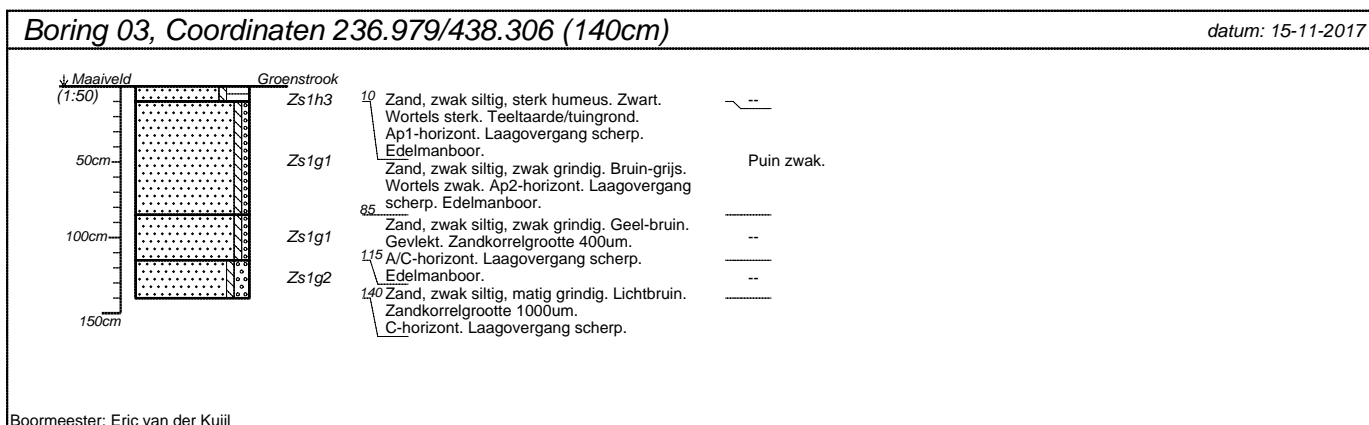 Boring 03, Coordinaten 236.979/438.306 (140cm)
datum: 15-11-2017
Maaiveld
Groenstrook
(1:50)
Zs1h3
10
Zand, zwak siltig, sterk humeus. Zwart.
Wortels sterk. Teeltaarde/tuingrond.
Ap1-horizont. Laagovergang scherp.
Edelmanboor.
--
50cm
Zs1g1
Zand, zwak siltig, zwak grindig. Bruin-grijs.
Wortels zwak. Ap2-horizont. Laagovergang
scherp. Edelmanboor.
Puin zwak.
85
100cm
Zs1g1
Zand, zwak siltig, zwak grindig. Geel-bruin.
Gevlekt. Zandkorrelgrootte 400um.
A/C-horizont. Laagovergang scherp.
Edelmanboor.
--
115
Zs1g2
--
140
Zand, zwak siltig, matig grindig. Lichtbruin.
Zandkorrelgrootte 1000um.
C-horizont. Laagovergang scherp.
150cm
Boormeester: Eric van der Kuijl